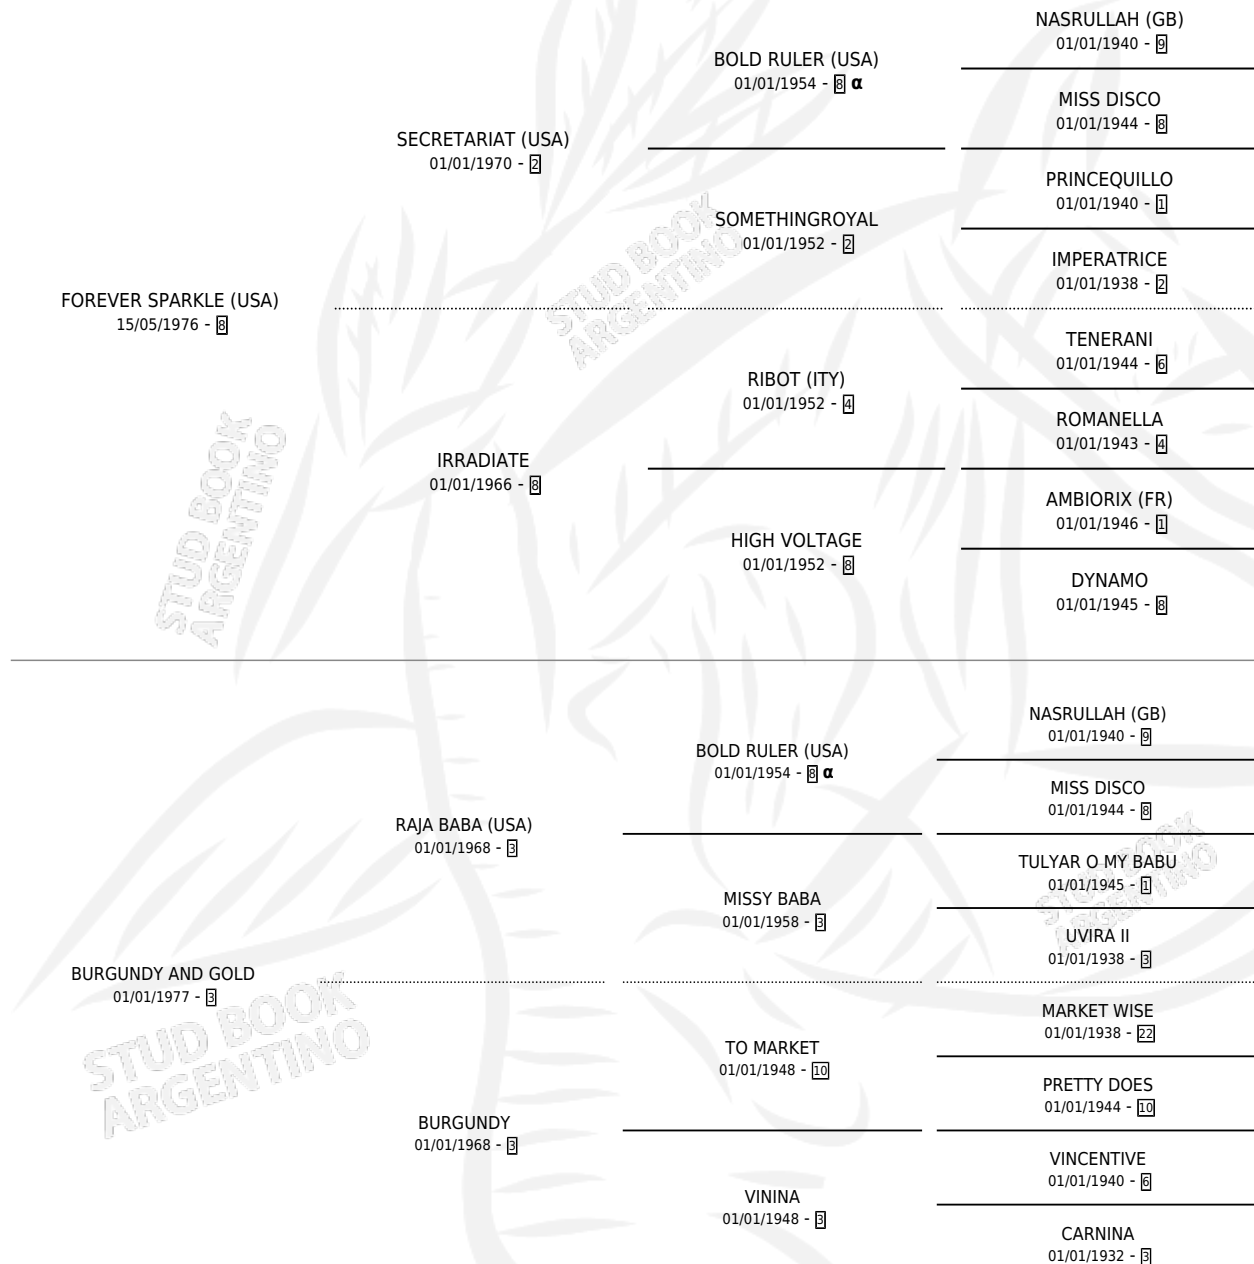 NASRULLAH (GB)
01/01/1940 - 9
BOLD RULER (USA)
01/01/1954 - 8 α
MISS DISCO
01/01/1944 - 8
SECRETARIAT (USA)
01/01/1970 - 2
PRINCEQUILLO
01/01/1940 - 1
SOMETHINGROYAL
01/01/1952 - 2
IMPERATRICE
01/01/1938 - 2
FOREVER SPARKLE (USA)
15/05/1976 - 8
TENERANI
01/01/1944 - 6
RIBOT (ITY)
01/01/1952 - 4
ROMANELLA
01/01/1943 - 4
IRRADIATE
01/01/1966 - 8
AMBIORIX (FR)
01/01/1946 - 1
HIGH VOLTAGE
01/01/1952 - 8
DYNAMO
01/01/1945 - 8
STUD BOOK
ARGENTINO
STUD BOOK
ARGENTINO
NASRULLAH (GB)
01/01/1940 - 9
BOLD RULER (USA)
01/01/1954 - 8 α
MISS DISCO
01/01/1944 - 8
RAJA BABA (USA)
01/01/1968 - 3
TULYAR O MY BABU
01/01/1945 - 1
MISSY BABA
01/01/1958 - 3
UVIRA II
01/01/1938 - 3
BURGUNDY AND GOLD
01/01/1977 - 3
MARKET WISE
01/01/1938 - 22
TO MARKET
01/01/1948 - 10
PRETTY DOES
01/01/1944 - 10
BURGUNDY
01/01/1968 - 3
VINCENTIVE
01/01/1940 - 6
VININA
01/01/1948 - 3
CARNINA
01/01/1932 - 3
STUD BOOK
ARGENTINO
STUD BOOK
ARGENTINO